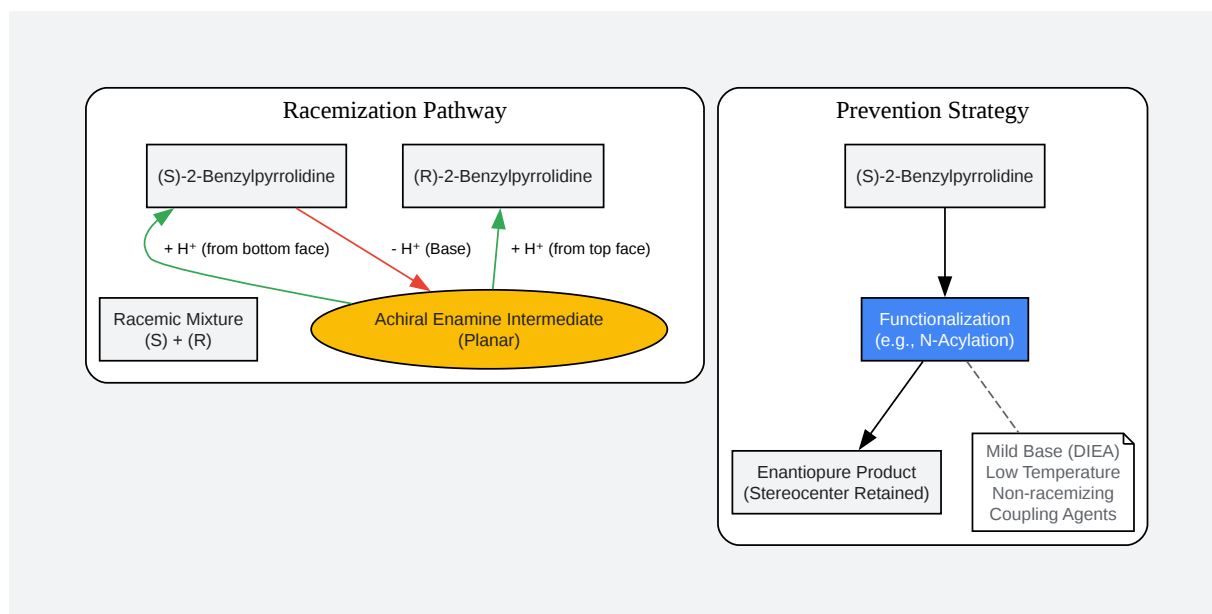 Racemization Pathway
(S)-2-Benzylpyrrolidine
(R)-2-Benzylpyrrolidine
+ H⁺ (from bottom face)
- H⁺ (Base)
+ H⁺ (from top face)
Racemic Mixture
(S) + (R)
Achiral Enamine Intermediate
(Planar)
Prevention Strategy
(S)-2-Benzylpyrrolidine
Functionalization
(e.g., N-Acylation)
Enantiopure Product
(Stereocenter Retained)
Mild Base (DIEA)
Low Temperature
Non-racemizing
Coupling Agents